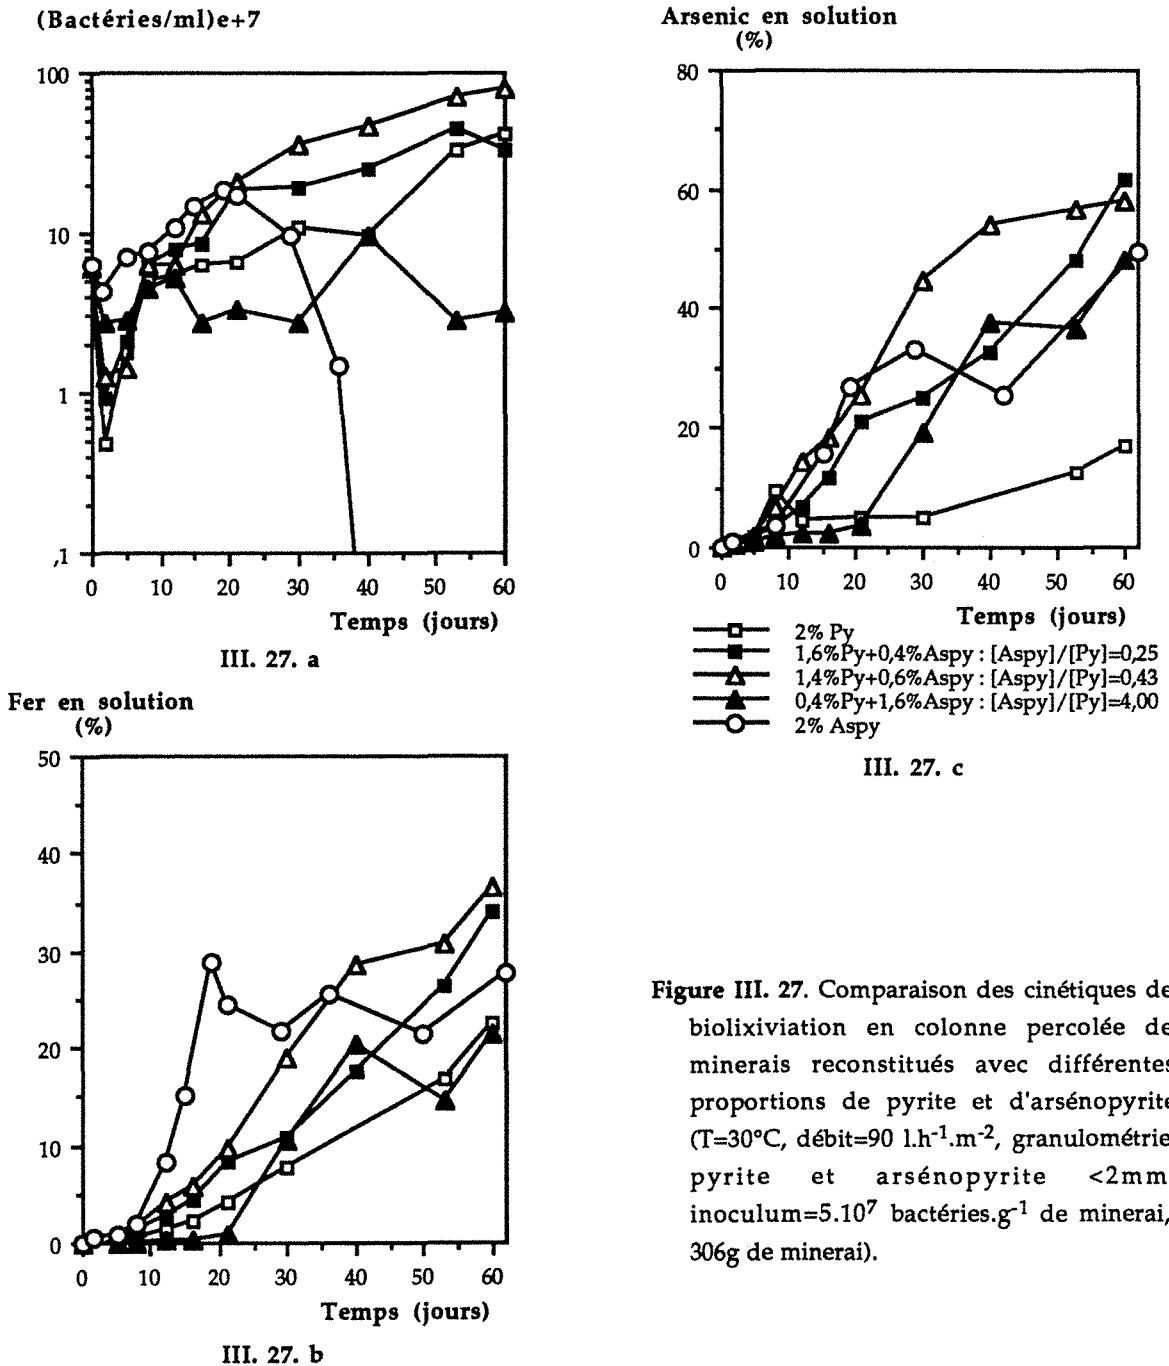 (Bactéries/ml)e+7
100
10
1
,1
0 10 20 30 40 50 60
Temps (jours)
III. 27. a
Arsenic en solution
(%)
80
60
40
20
0
0 10 20 30 40 50 60
Temps (jours)
2% Py
1,6%Py+0,4%Aspy : [Aspy]/[Py]=0,25
1,4%Py+0,6%Aspy : [Aspy]/[Py]=0,43
0,4%Py+1,6%Aspy : [Aspy]/[Py]=4,00
2% Aspy
III. 27. c
Fer en solution
(%)
50
40
30
20
10
0
0 10 20 30 40 50 60
Temps (jours)
III. 27. b
Figure III. 27. Comparaison des cinétiques de
biolixiviation en colonne percolée de
minerais reconstitués avec différentes
proportions de pyrite et d'arsénopyrite
(T=30°C, débit=90 l.h-1.m-2, granulométrie
pyrite et arsénopyrite <2mm
inoculum=5.10⁷ bactéries.g-1 de minerai,
306g de minerai).